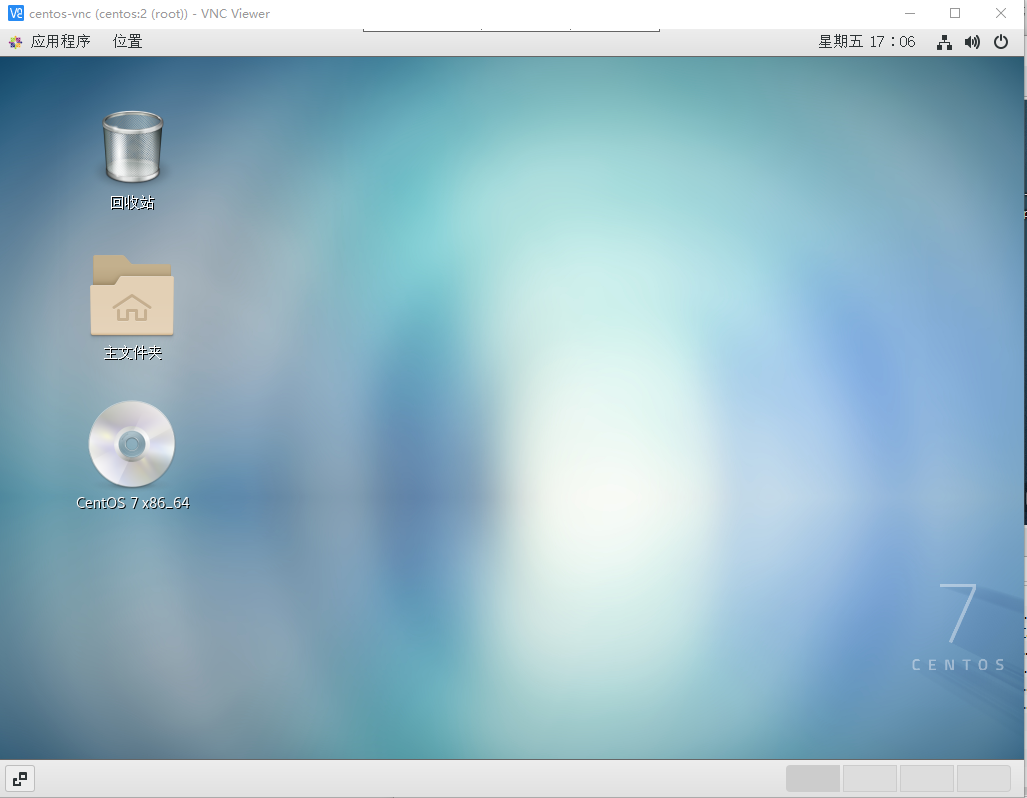 centos-vnc (centos:2 (root)) - VNC Viewer
应用程序 位置 星期五 17：06
回收站
主文件夹
CentOS 7 x86_64
7
CENTOS